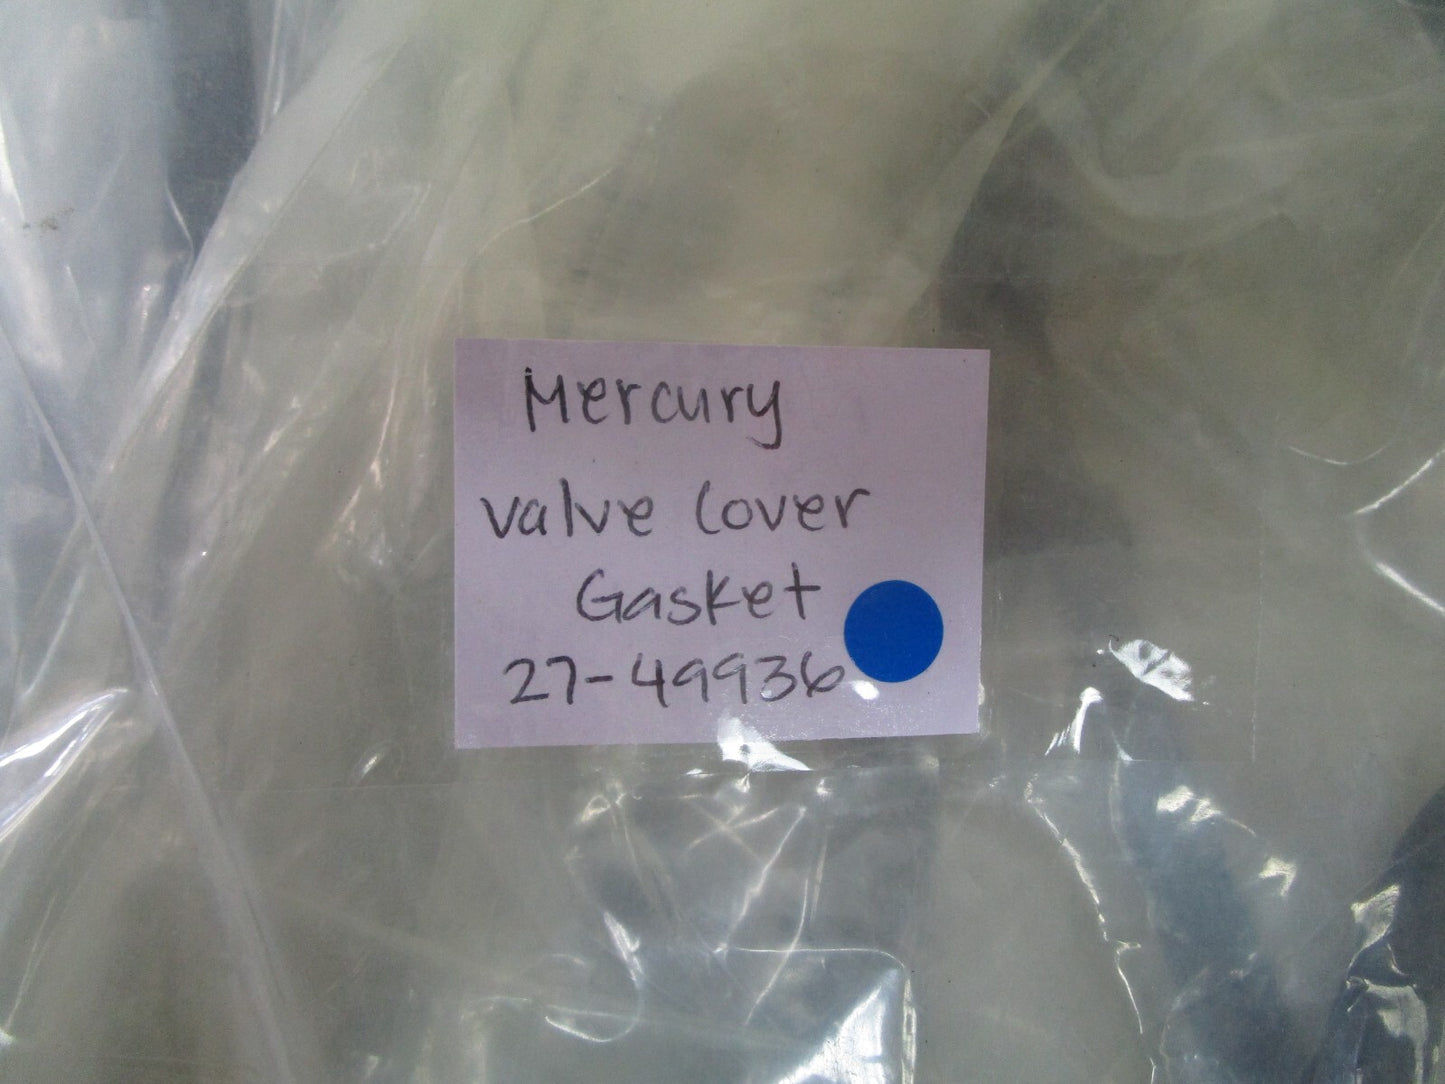 Mercury
valve Cover
Gasket
27-49936